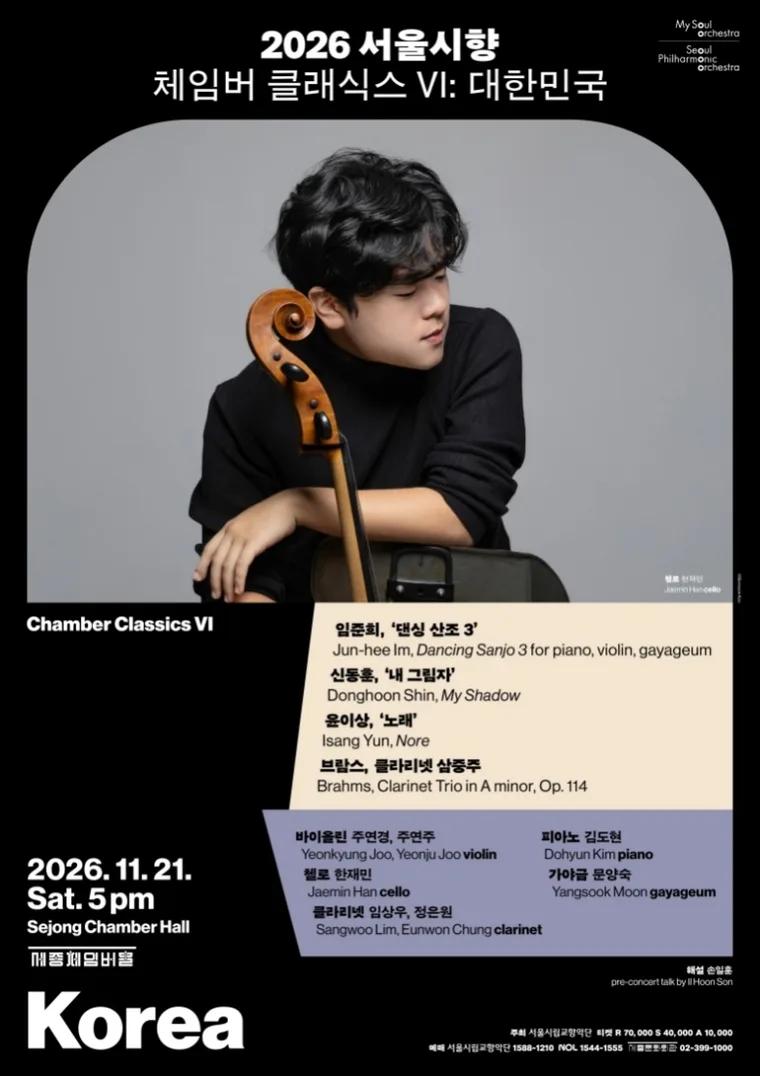 2026 서울시향
체임버 클래식스 VI: 대한민국
My Soul
orchestra
Seoul
Philharmonic
orchestra
첼로 한재민
Jaemin Han cello
Chamber Classics VI
임준희, ‘댄싱 산조 3’
Jun-hee Im, Dancing Sanjo 3 for piano, violin, gayageum
신동훈, ‘내 그림자’
Donghoon Shin, My Shadow
윤이상, ‘노래’
Isang Yun, Nore
브람스, 클라리넷 삼중주
Brahms, Clarinet Trio in A minor, Op. 114
바이올린 주연경, 주연주
Yeonkyung Joo, Yeonju Joo violin
첼로 한재민
Jaemin Han cello
클라리넷 임상우, 정은원
Sangwoo Lim, Eunwon Chung clarinet
피아노 김도현
Dohyun Kim piano
가야금 문양숙
Yangsook Moon gayageum
2026. 11. 21.
Sat. 5 pm
Sejong Chamber Hall
세종체임버홀
Korea
해설 손일훈
pre-concert talk by Il Hoon Son
주최 서울시립교향악단 티켓 R 70,000 S 40,000 A 10,000
예매 서울시립교향악단 1588-1210 NOL 1544-1555 세종문화회관 02-399-1000